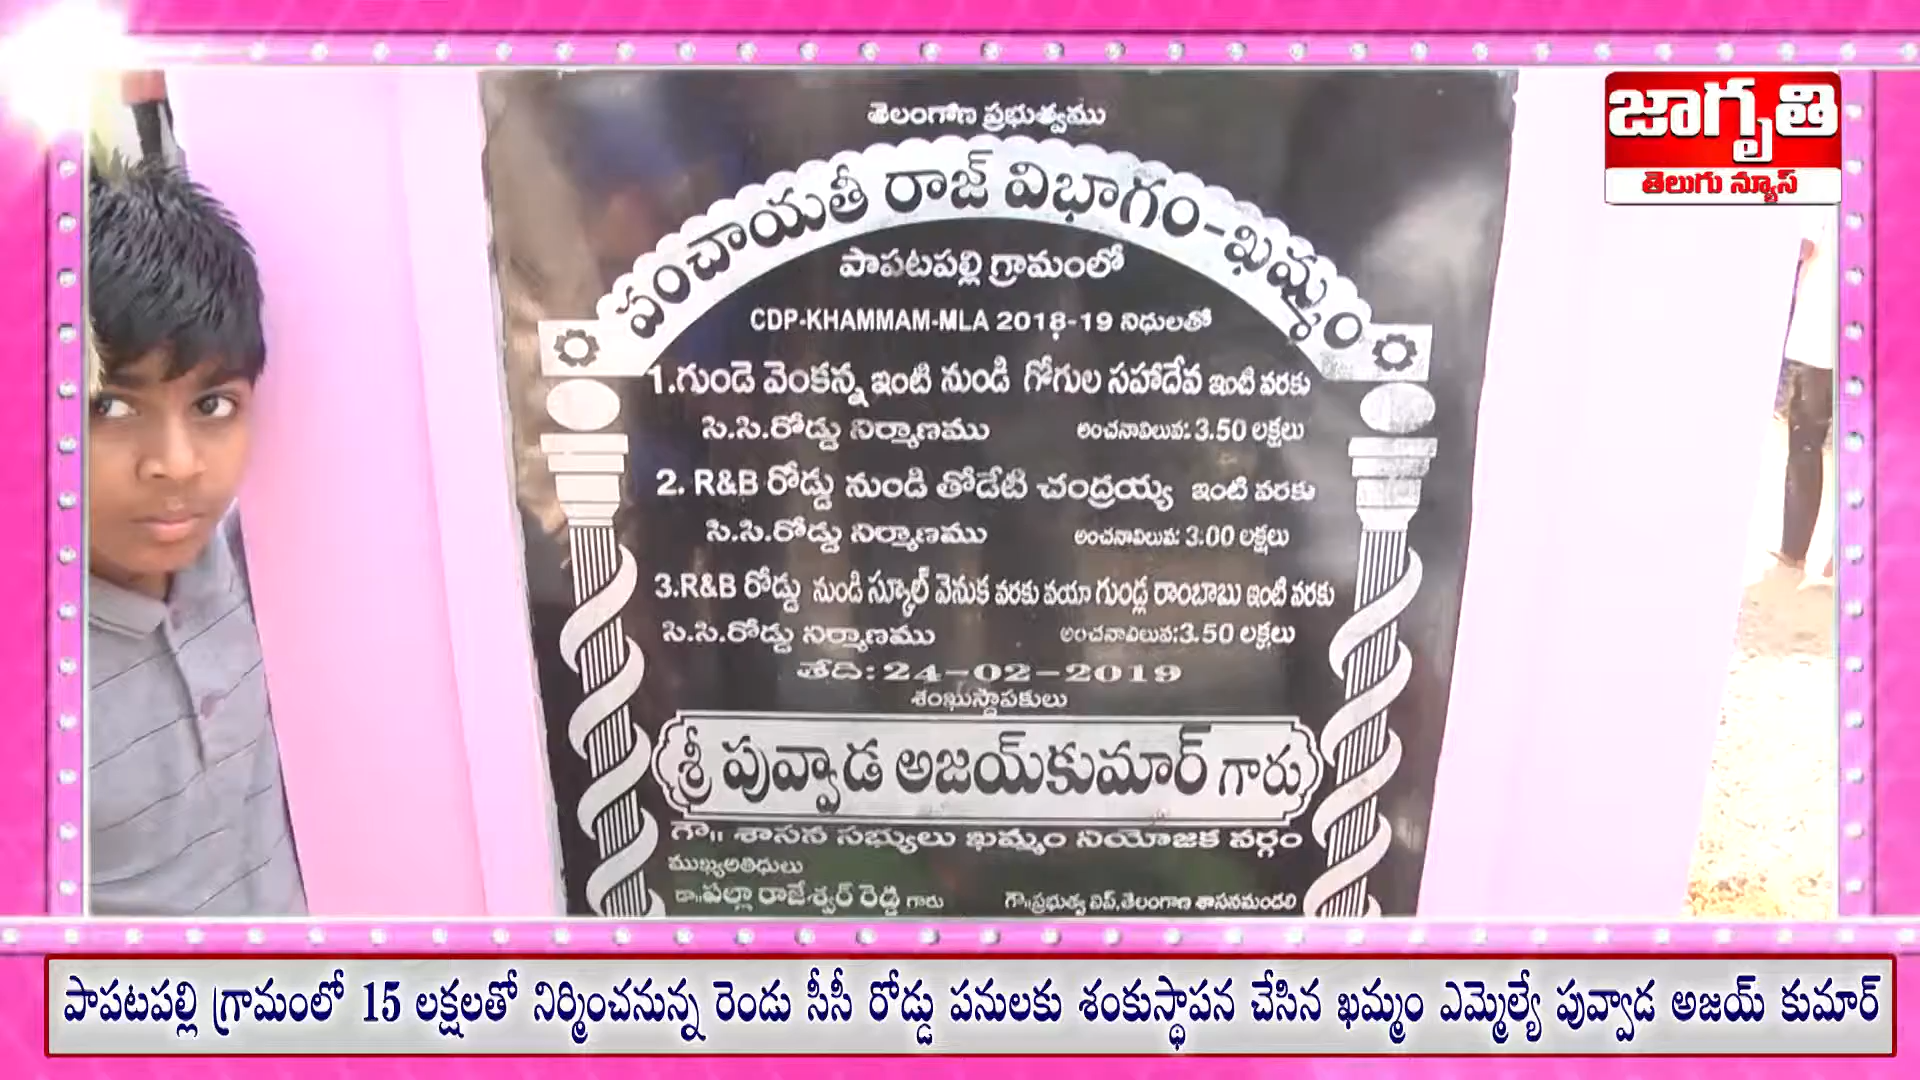 జాగృతి
తెలుగు న్యూస్
తెలంగాణ ప్రభుత్వము
పంచాయతీ రాజ్ విభాగం-ఖమ్మం
పాపటపల్లి గ్రామంలో
CDP-KHAMMAM-MLA 2018-19 నిధులతో
1.గుండె వెంకన్న ఇంటి నుండి గోగుల సహాదేవ ఇంటి వరకు
సి.సి.రోడ్డు నిర్మాణము అంచనావిలువ: 3.50 లక్షలు
2. R&B రోడ్డు నుండి తోడేటి చంద్రయ్య ఇంటి వరకు
సి.సి.రోడ్డు నిర్మాణము అంచనావిలువ: 3.00 లక్షలు
3.R&B రోడ్డు నుండి స్కూల్ వెనుక వరకు వయా గుండ్ల రాంబాబు ఇంటి వరకు
సి.సి.రోడ్డు నిర్మాణము అంచనావిలువ:3.50 లక్షలు
తేది:24-02-2019
శంఖుస్థాపకులు
శ్రీ పువ్వాడ అజయ్‌కుమార్ గారు
గౌ॥ శాసన సభ్యులు ఖమ్మం నియోజక వర్గం
ముఖ్యఅతిధులు
డా॥పల్లా రాజేశ్వర్ రెడ్డి గారు గౌ॥ప్రభుత్వ విప్,తెలంగాణ శాసనమండలి
పాపటపల్లి గ్రామంలో 15 లక్షలతో నిర్మించనున్న రెండు సీసీ రోడ్డు పనులకు శంకుస్థాపన చేసిన ఖమ్మం ఎమ్మెల్యే పువ్వాడ అజయ్ కుమార్